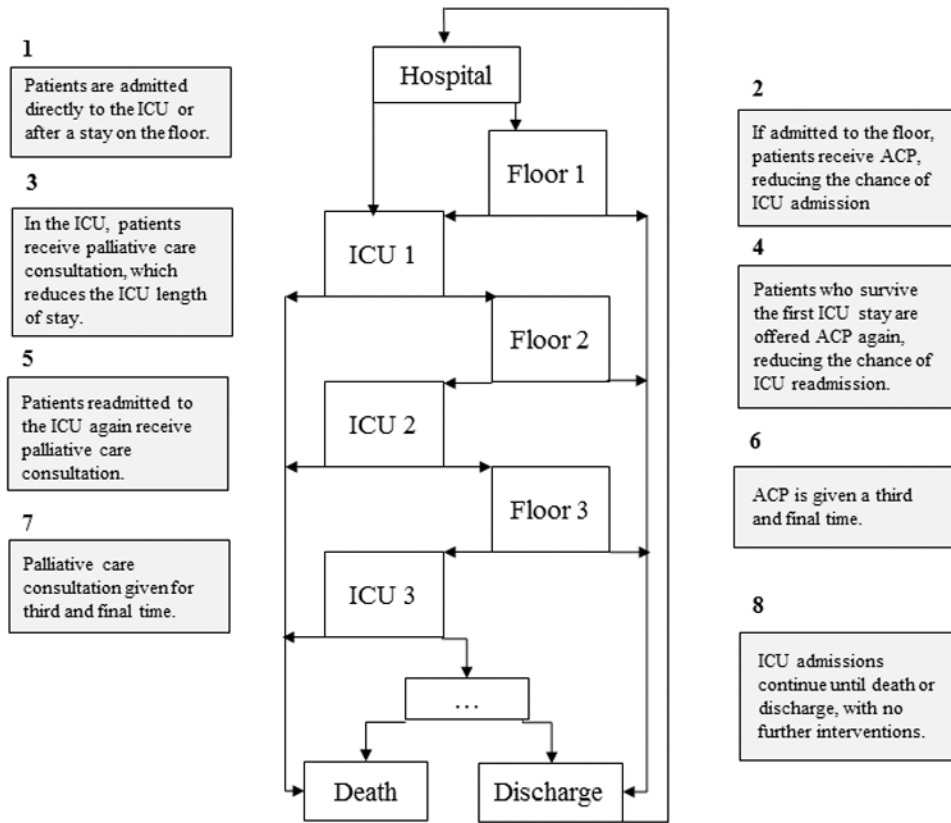 Hospital
1
Patients are admitted
directly to the ICU or
after a stay on the floor.
2
If admitted to the floor,
patients receive ACP,
reducing the chance of
ICU admission
Floor 1
3
In the ICU, patients
receive palliative care
consultation, which
reduces the ICU length
of stay.
ICU 1
4
Patients who survive
the first ICU stay are
offered ACP again,
reducing the chance of
ICU readmission.
Floor 2
5
Patients readmitted to
the ICU again receive
palliative care
consultation.
ICU 2
6
ACP is given a third
and final time.
Floor 3
7
Palliative care
consultation given for
third and final time.
ICU 3
8
ICU admissions
continue until death or
discharge, with no
further interventions.
...
Death
Discharge